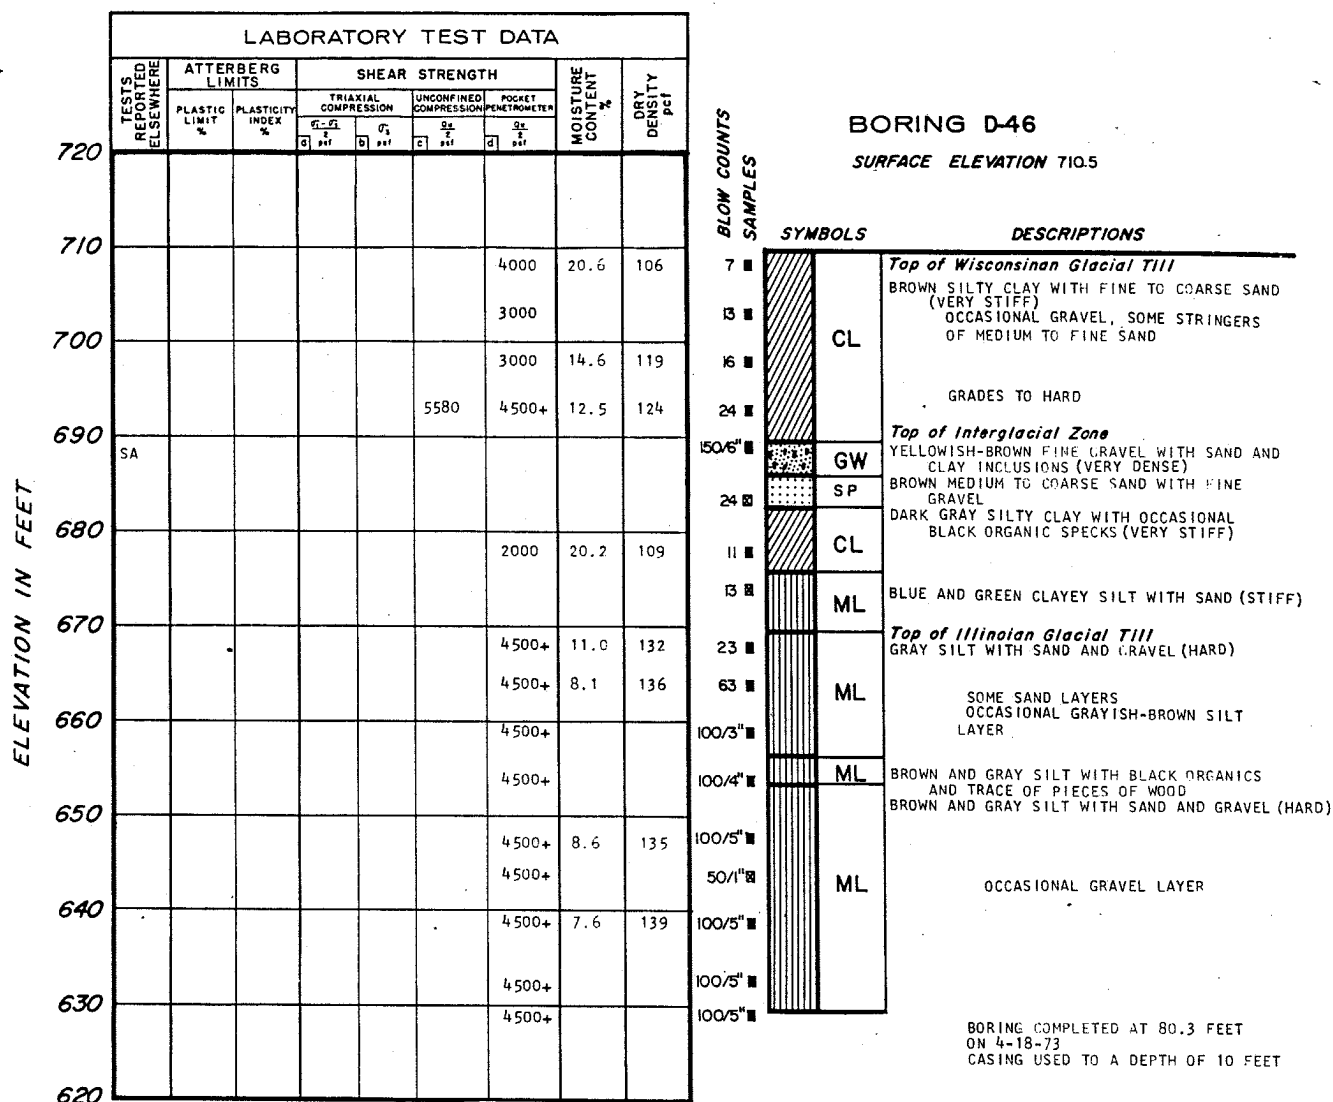 LABORATORY TEST DATA
TESTS REPORTED ELSEWHERE
ATTERBERG LIMITS
PLASTIC LIMIT %
PLASTICITY INDEX %
SHEAR STRENGTH
TRIAXIAL COMPRESSION
UNCONFINED COMPRESSION
POCKET PENETROMETER
a psf
b psf
c psf
d psf
MOISTURE CONTENT %
DRY DENSITY pcf
BORING D-46
SURFACE ELEVATION 710.5
BLOW COUNTS
SAMPLES
SYMBOLS
DESCRIPTIONS
ELEVATION IN FEET
720
710
4000 20.6 106 7
3000 13
700
3000 14.6 119 16
5580 4500+ 12.5 124 24
690
SA 150/6"
24
680
2000 20.2 109 11
13
670
4500+ 11.0 132 23
4500+ 8.1 136 63
660
4500+ 100/3"
4500+ 100/4"
650
4500+ 8.6 135 100/5"
4500+ 50/1"
640
4500+ 7.6 139 100/5"
4500+ 100/5"
630
4500+ 100/5"
620
Top of Wisconsinan Glacial Till
CL
BROWN SILTY CLAY WITH FINE TO COARSE SAND
(VERY STIFF)
OCCASIONAL GRAVEL, SOME STRINGERS
OF MEDIUM TO FINE SAND
GRADES TO HARD
Top of Interglacial Zone
GW
YELLOWISH-BROWN FINE GRAVEL WITH SAND AND
CLAY INCLUSIONS (VERY DENSE)
SP
BROWN MEDIUM TO COARSE SAND WITH FINE
GRAVEL
CL
DARK GRAY SILTY CLAY WITH OCCASIONAL
BLACK ORGANIC SPECKS (VERY STIFF)
ML
BLUE AND GREEN CLAYEY SILT WITH SAND (STIFF)
Top of Illinoian Glacial Till
ML
GRAY SILT WITH SAND AND GRAVEL (HARD)
SOME SAND LAYERS
OCCASIONAL GRAYISH-BROWN SILT
LAYER
ML
BROWN AND GRAY SILT WITH BLACK ORGANICS
AND TRACE OF PIECES OF WOOD
ML
BROWN AND GRAY SILT WITH SAND AND GRAVEL (HARD)
OCCASIONAL GRAVEL LAYER
BORING COMPLETED AT 80.3 FEET
ON 4-18-73
CASING USED TO A DEPTH OF 10 FEET